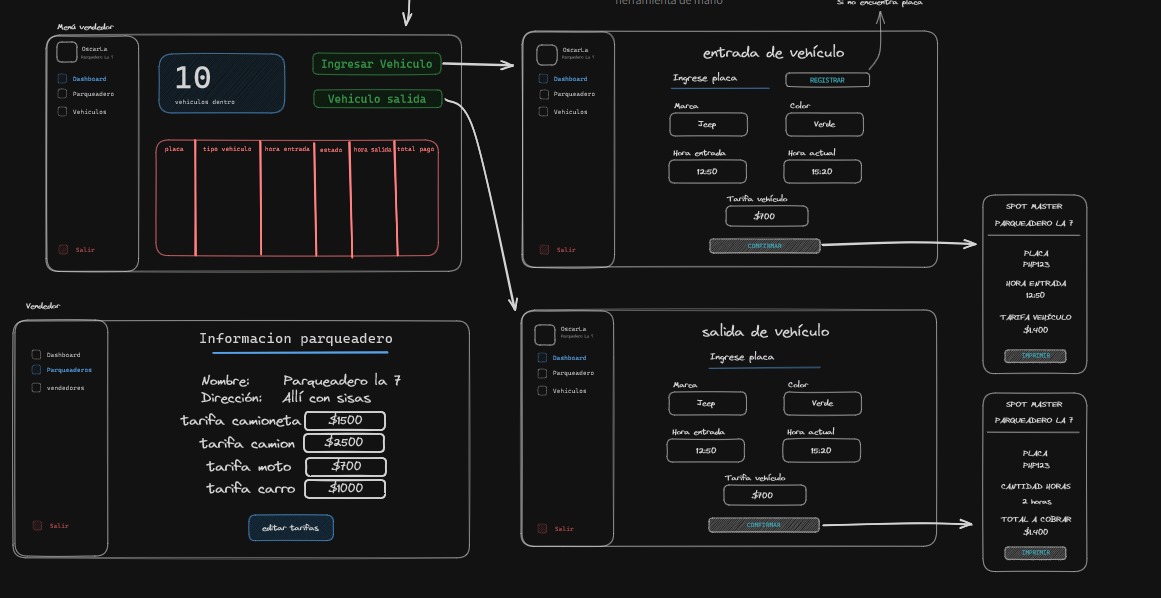 herramienta de mano
Si no encuentra placa
Menú vendedor
OscarLa
Parqueadero La 7
Dashboard
Parqueadero
Vehículos
Salir
10
vehiculos dentro
Ingresar Vehiculo
Vehiculo salida
placa
tipo vehiculo
hora entrada
estado
hora salida
total pago
OscarLa
Parqueadero La 7
Dashboard
Parqueadero
Vehículos
Salir
entrada de vehículo
Ingrese placa
REGISTRAR
Marca
Color
Jeep
Verde
Hora entrada
Hora actual
12:50
15:20
Tarifa vehículo
$700
CONFIRMAR
SPOT MASTER
PARQUEADERO LA 7
PLACA
PHP123
HORA ENTRADA
12:50
TARIFA VEHÍCULO
$1.400
IMPRIMIR
Vendedor
Dashboard
Parqueaderos
vendedores
Salir
Informacion parqueadero
Nombre: Parqueadero la 7
Dirección: Allí con sisas
tarifa camioneta $1500
tarifa camion $2500
tarifa moto $700
tarifa carro $1000
editar tarifas
OscarLa
Parqueadero La 7
Dashboard
Parqueadero
Vehículos
Salir
salida de vehículo
Ingrese placa
Marca
Color
Jeep
Verde
Hora entrada
Hora actual
12:50
15:20
Tarifa vehículo
$700
CONFIRMAR
SPOT MASTER
PARQUEADERO LA 7
PLACA
PHP123
CANTIDAD HORAS
2 horas
TOTAL A COBRAR
$1.400
IMPRIMIR